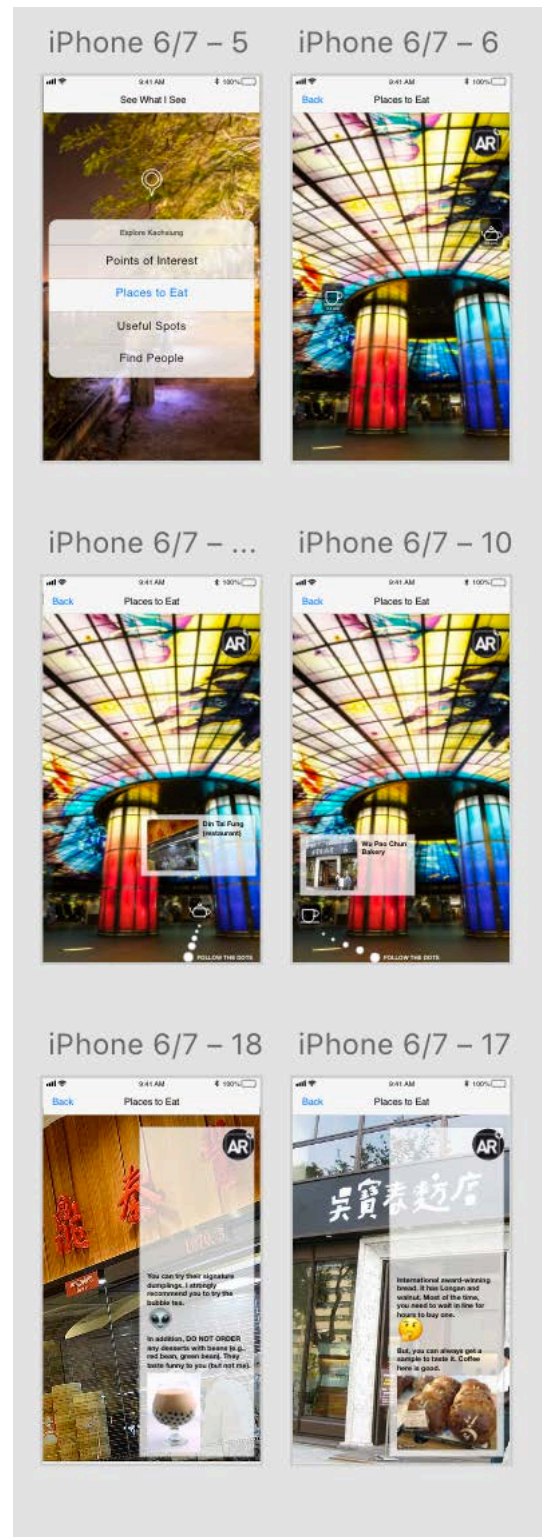 iPhone 6/7 – 5
9:41 AM
100%
See What I See
Explore Kaohsiung
Points of Interest
Places to Eat
Useful Spots
Find People
iPhone 6/7 – 6
9:41 AM
100%
Back
Places to Eat
AR
iPhone 6/7 – ...
9:41 AM
100%
Back
Places to Eat
AR
Din Tai Fung
(restaurant)
FOLLOW THE DOTS
iPhone 6/7 – 10
9:41 AM
100%
Back
Places to Eat
AR
Wu Pao Chun
Bakery
FOLLOW THE DOTS
iPhone 6/7 – 18
9:41 AM
100%
Back
Places to Eat
AR
鼎泰
You can try their signature
dumplings. I strongly
recommend you to try the
bubble tea.
In addition, DO NOT ORDER
any desserts with beans (e.g.,
red bean, green bean). They
taste funny to you (but not me).
iPhone 6/7 – 17
9:41 AM
100%
Back
Places to Eat
AR
吳寶春麪店
International award-winning
bread. It has Longan and
walnut. Most of the time,
you need to wait in line for
hours to buy one.
But, you can always get a
sample to taste it. Coffee
here is good.